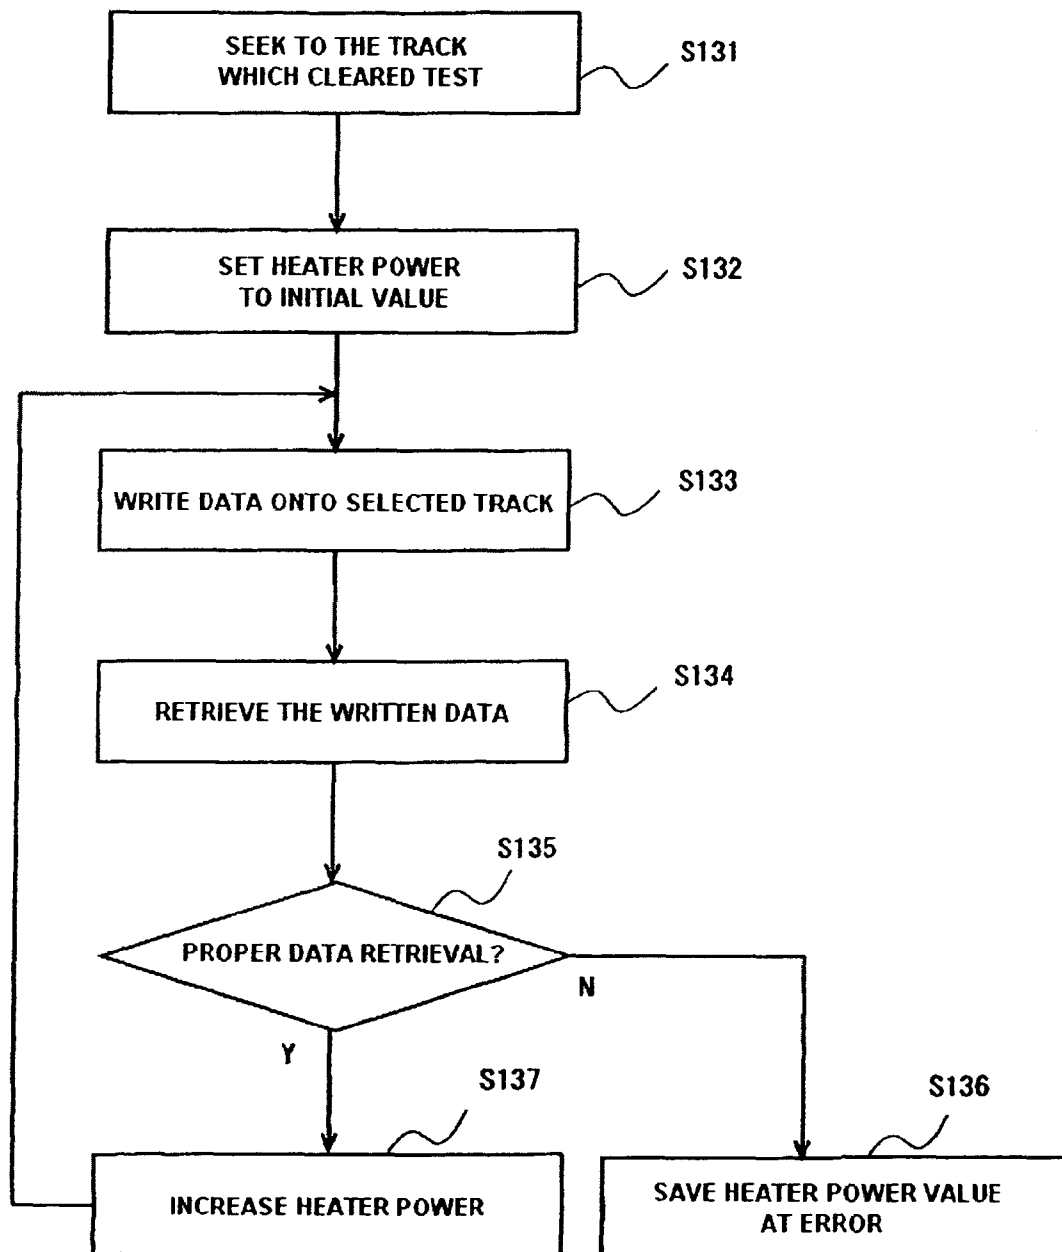 SEEK TO THE TRACK
WHICH CLEARED TEST
S131
SET HEATER POWER
TO INITIAL VALUE
S132
WRITE DATA ONTO SELECTED TRACK
S133
RETRIEVE THE WRITTEN DATA
S134
S135
PROPER DATA RETRIEVAL?
N
Y
S137
S136
INCREASE HEATER POWER
SAVE HEATER POWER VALUE
AT ERROR